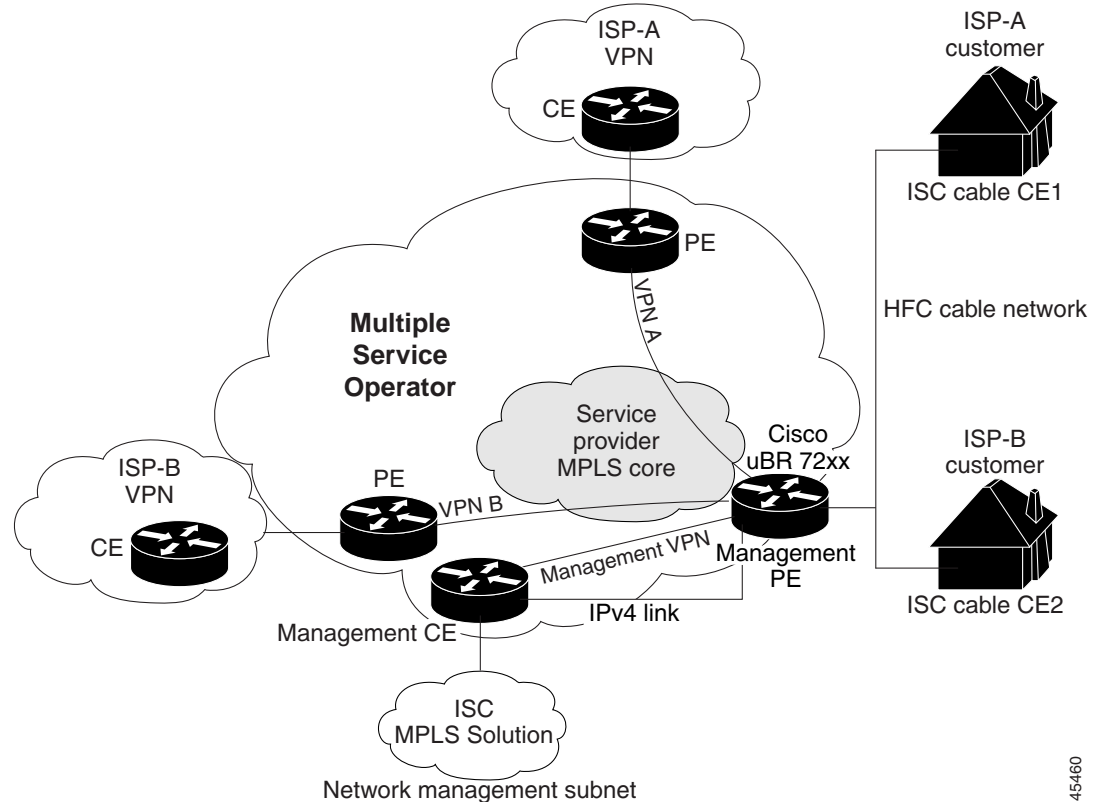 ISP-A
VPN
CE
ISP-A
customer
ISC cable CE1
PE
VPN A
HFC cable network
Multiple
Service
Operator
Service
provider
MPLS core
Cisco
uBR 72xx
ISP-B
customer
ISP-B
VPN
CE
PE
VPN B
Management VPN
Management
PE
ISC cable CE2
IPv4 link
Management CE
ISC
MPLS Solution
Network management subnet
45460